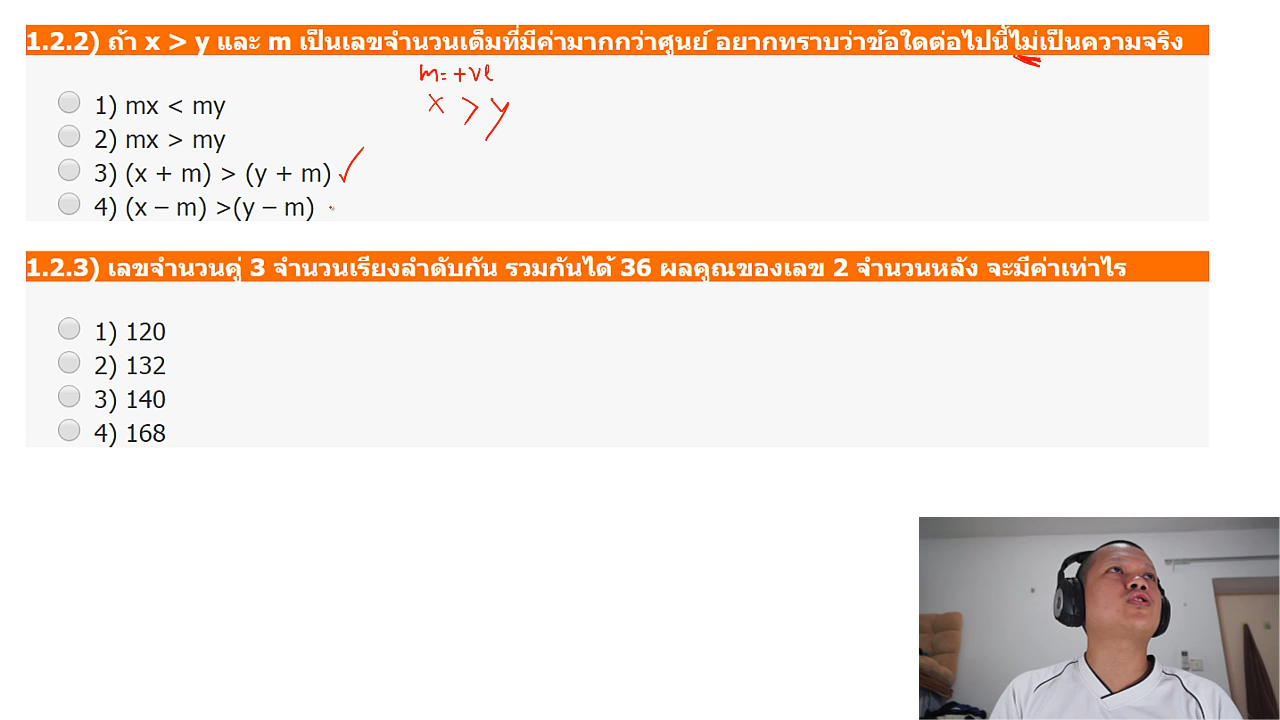 1.2.2) ถ้า x > y และ m เป็นเลขจำนวนเต็มที่มีค่ามากกว่าศูนย์ อยากทราบว่าข้อใดต่อไปนี้ไม่เป็นความจริง
m = +ve
x > y
1) mx < my
2) mx > my
3) (x + m) > (y + m) ✓
4) (x – m) >(y – m)
1.2.3) เลขจำนวนคู่ 3 จำนวนเรียงลำดับกัน รวมกันได้ 36 ผลคูณของเลข 2 จำนวนหลัง จะมีค่าเท่าไร
1) 120
2) 132
3) 140
4) 168